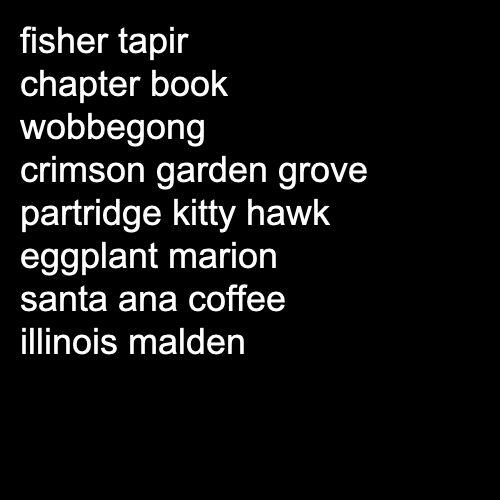 fisher tapir
chapter book
wobbegong
crimson garden grove
partridge kitty hawk
eggplant marion
santa ana coffee
illinois malden